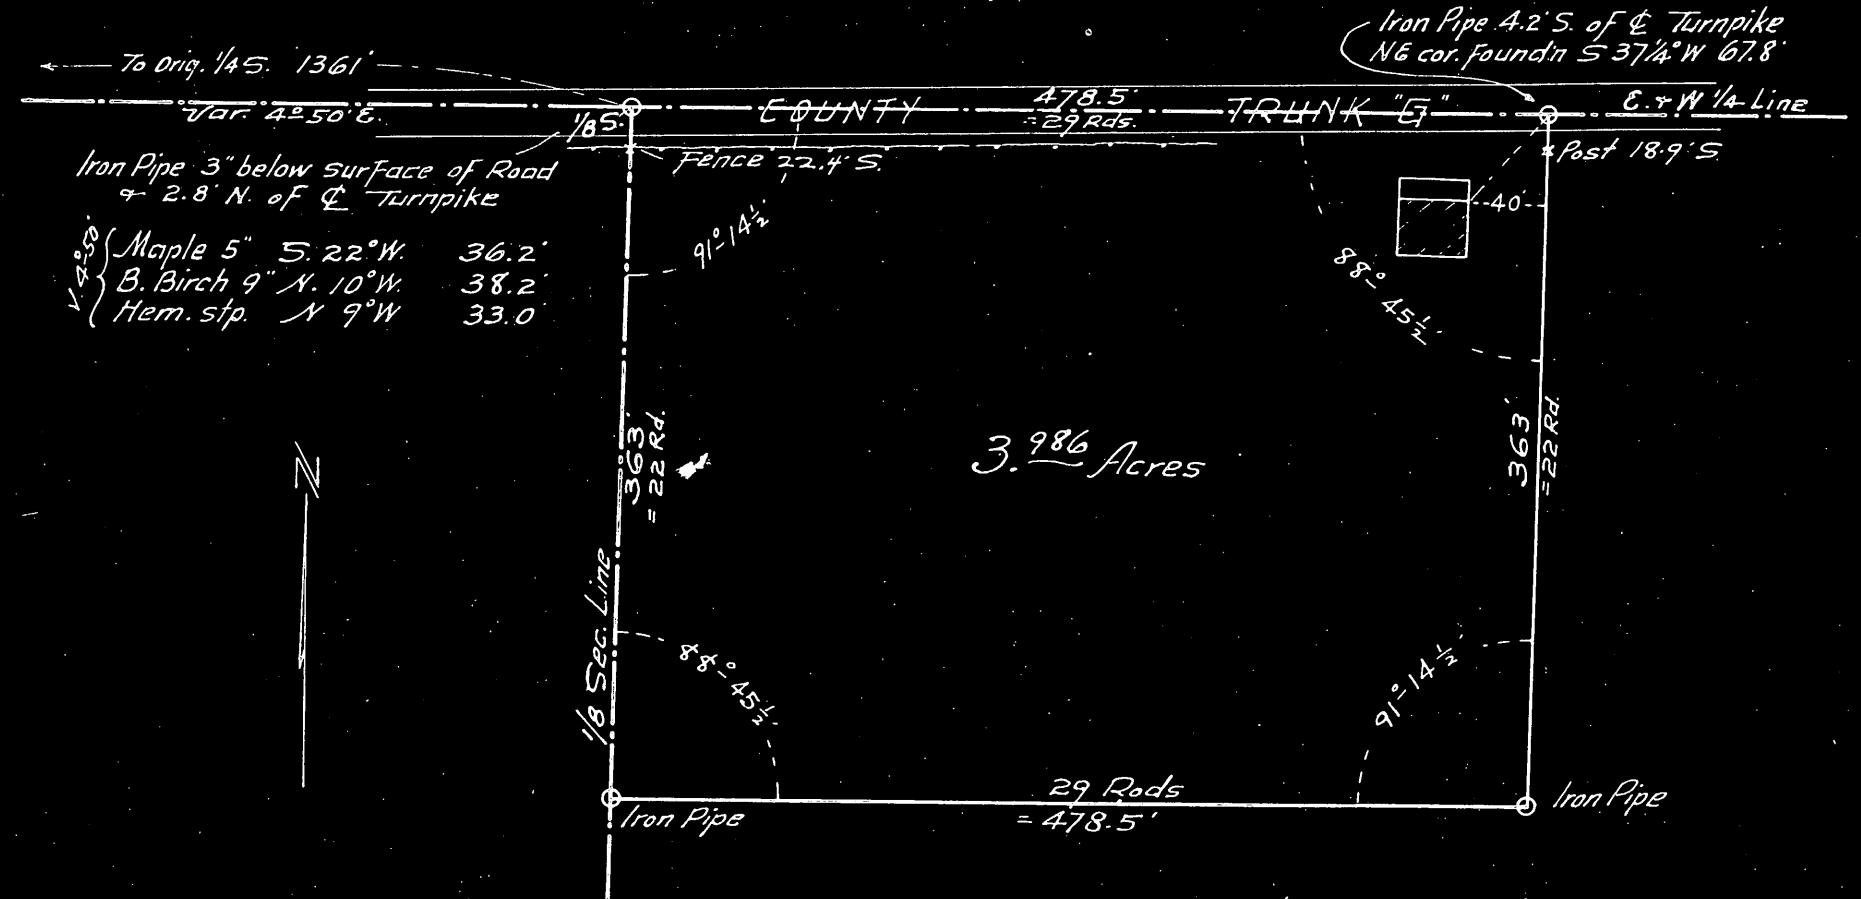 Iron Pipe 4.2' S. of ℄ Turnpike
NE cor. Found'n S 37¼° W 67.8'
To Orig. 1/4 S. 1361'
Var. 4° 50' E.
1/8 S.
COUNTY TRUNK "G"
478.5'
= 29 Rds.
E. & W 1/4 Line
Fence 22.4' S.
Post 18.9' S.
Iron Pipe 3" below surface of Road
& 2.8' N. of ℄ Turnpike
V. 4° 50'
Maple 5" S. 22° W. 36.2'
B. Birch 9" N. 10° W. 38.2'
Hem. stp. N 9° W 33.0'
40'
91°-14½'
88°-45½'
N
363'
= 22 Rd.
3.986 Acres
363'
= 22 Rd.
1/8 Sec. Line
88°-45½'
91°-14½'
29 Rods
= 478.5'
Iron Pipe
Iron Pipe